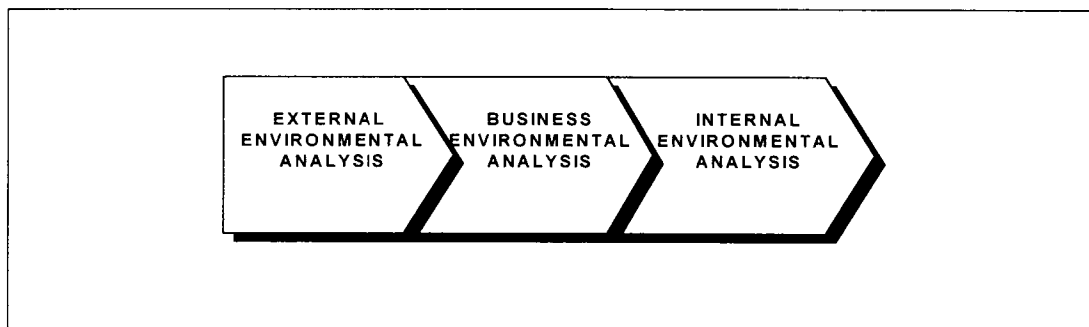 EXTERNAL
ENVIRONMENTAL
ANALYSIS
BUSINESS
ENVIRONMENTAL
ANALYSIS
INTERNAL
ENVIRONMENTAL
ANALYSIS